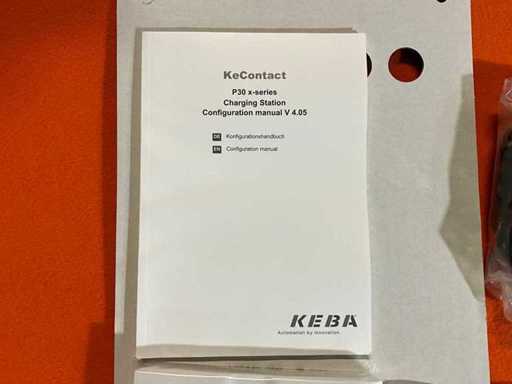 KeContact
P30 x-series
Charging Station
Configuration manual V 4.05
DE Konfigurationshandbuch
EN Configuration manual
KEBA
Automation by innovation.